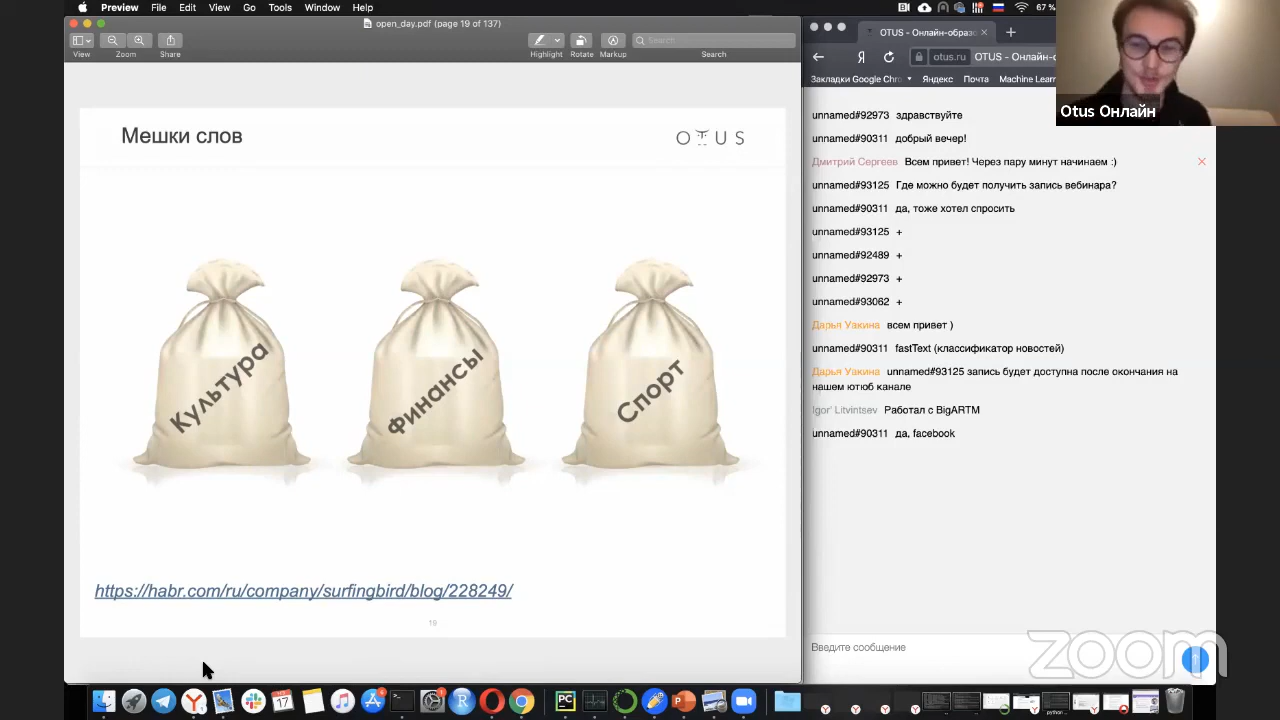 Preview File Edit View Go Tools Window Help
67 %
open_day.pdf (page 19 of 137)
View Zoom Share Highlight Rotate Markup Search
Search
Мешки слов
OTUS
Культура
Финансы
Спорт
https://habr.com/ru/company/surfingbird/blog/228249/
19
OTUS - Онлайн-образо
otus.ru OTUS - Онлайн-о
Закладки Google Chro Яндекс Почта Machine Learn
Otus Онлайн
unnamed#92973 здравствуйте
unnamed#90311 добрый вечер!
Дмитрий Сергеев Всем привет! Через пару минут начинаем :)
unnamed#93125 Где можно будет получить запись вебинара?
unnamed#90311 да, тоже хотел спросить
unnamed#93125 +
unnamed#92489 +
unnamed#92973 +
unnamed#93062 +
Дарья Уакина всем привет )
unnamed#90311 fastText (классификатор новостей)
Дарья Уакина unnamed#93125 запись будет доступна после окончания на
нашем ютюб канале
Igor' Litvintsev Работал с BigARTM
unnamed#90311 да, facebook
Введите сообщение
zoom